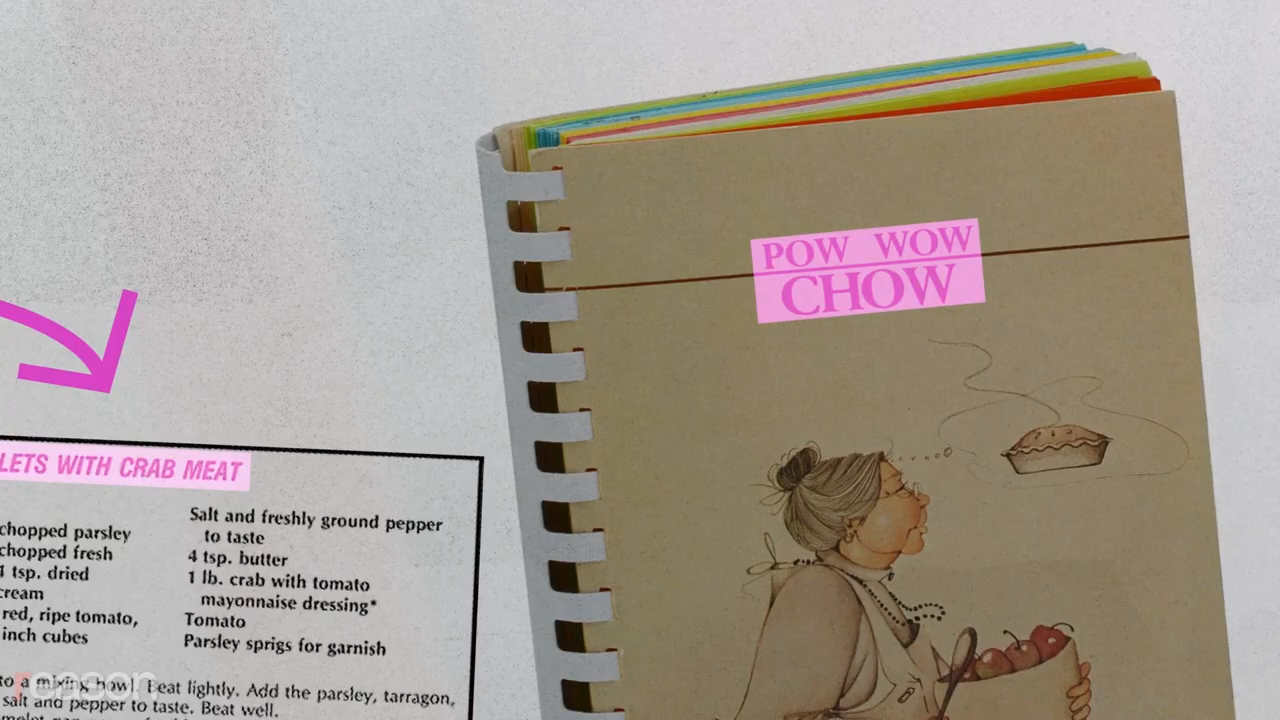 POW WOW
CHOW
LETS WITH CRAB MEAT
chopped parsley
chopped fresh
1 tsp. dried
cream
red, ripe tomato,
inch cubes
Salt and freshly ground pepper
to taste
4 tsp. butter
1 lb. crab with tomato
mayonnaise dressing*
Tomato
Parsley sprigs for garnish
to a mixing bowl. Beat lightly. Add the parsley, tarragon,
salt and pepper to taste. Beat well.
reason